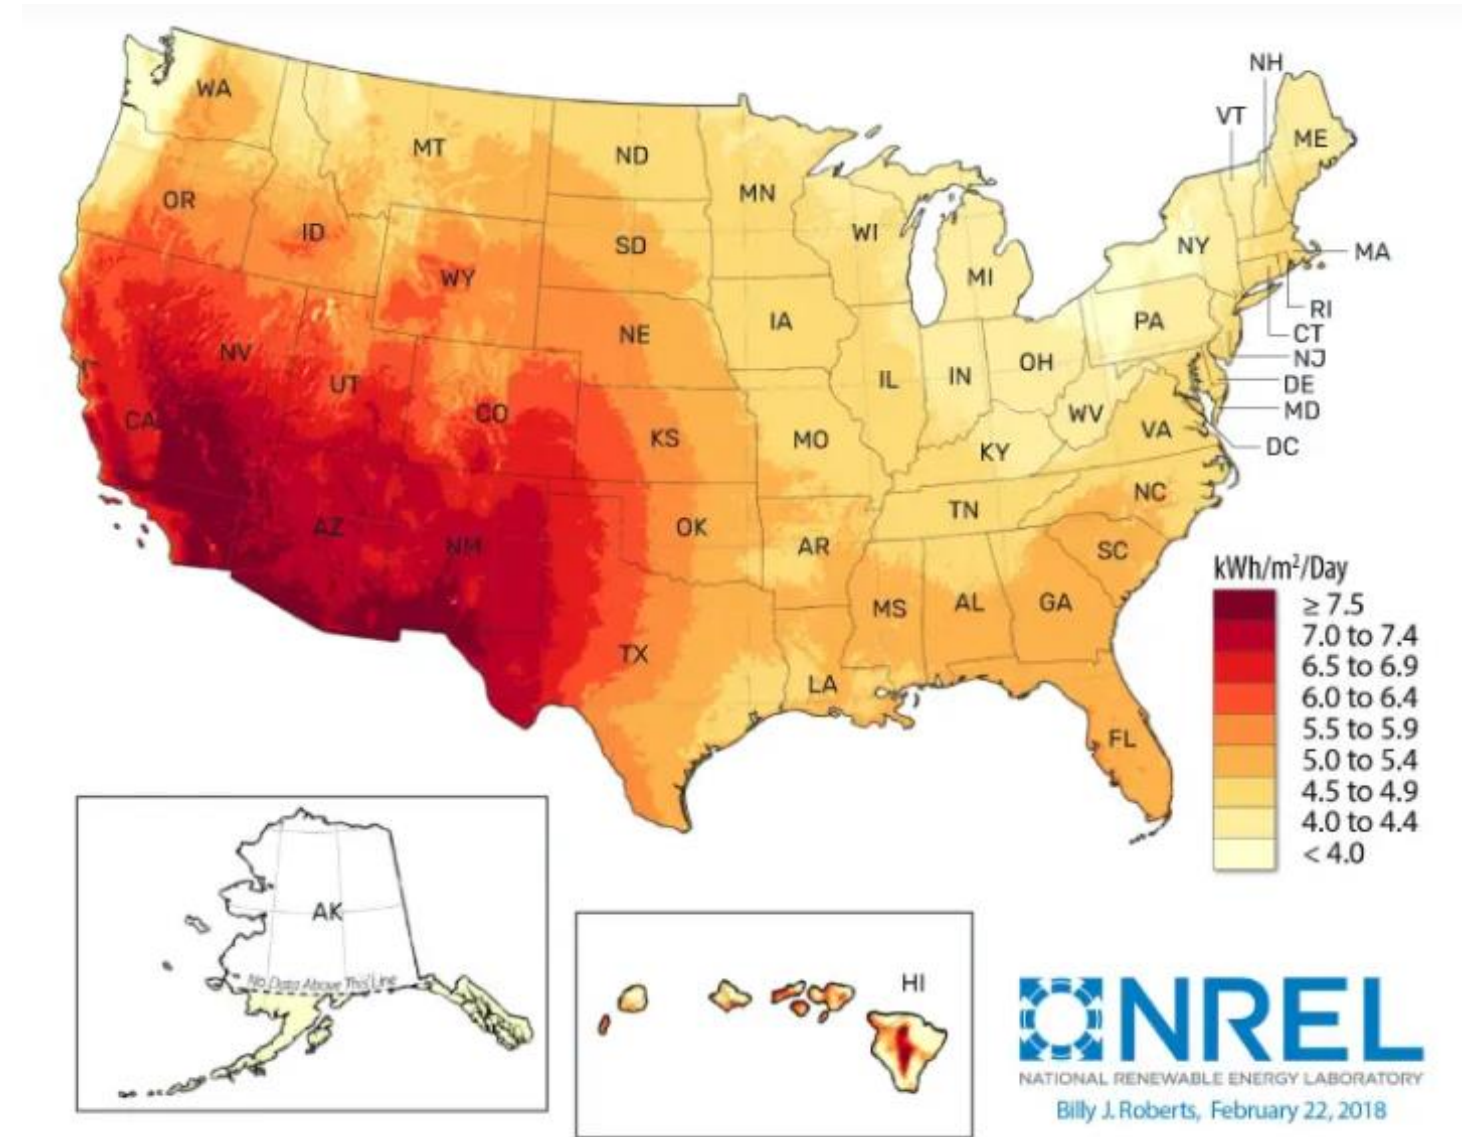 NH
VT
WA
ME
MT
ND
MN
OR
ID
SD
WI
NY
MA
WY
MI
RI
IA
PA
CT
NE
NV
OH
NJ
UT
IL
IN
DE
CO
MD
CA
WV
VA
DC
KS
MO
KY
NC
TN
AZ
NM
OK
AR
SC
MS
AL
GA
TX
LA
FL
kWh/m²/Day
≥ 7.5
7.0 to 7.4
6.5 to 6.9
6.0 to 6.4
5.5 to 5.9
5.0 to 5.4
4.5 to 4.9
4.0 to 4.4
< 4.0
AK
No Data Above This Line
HI
NREL
NATIONAL RENEWABLE ENERGY LABORATORY
Billy J. Roberts, February 22, 2018